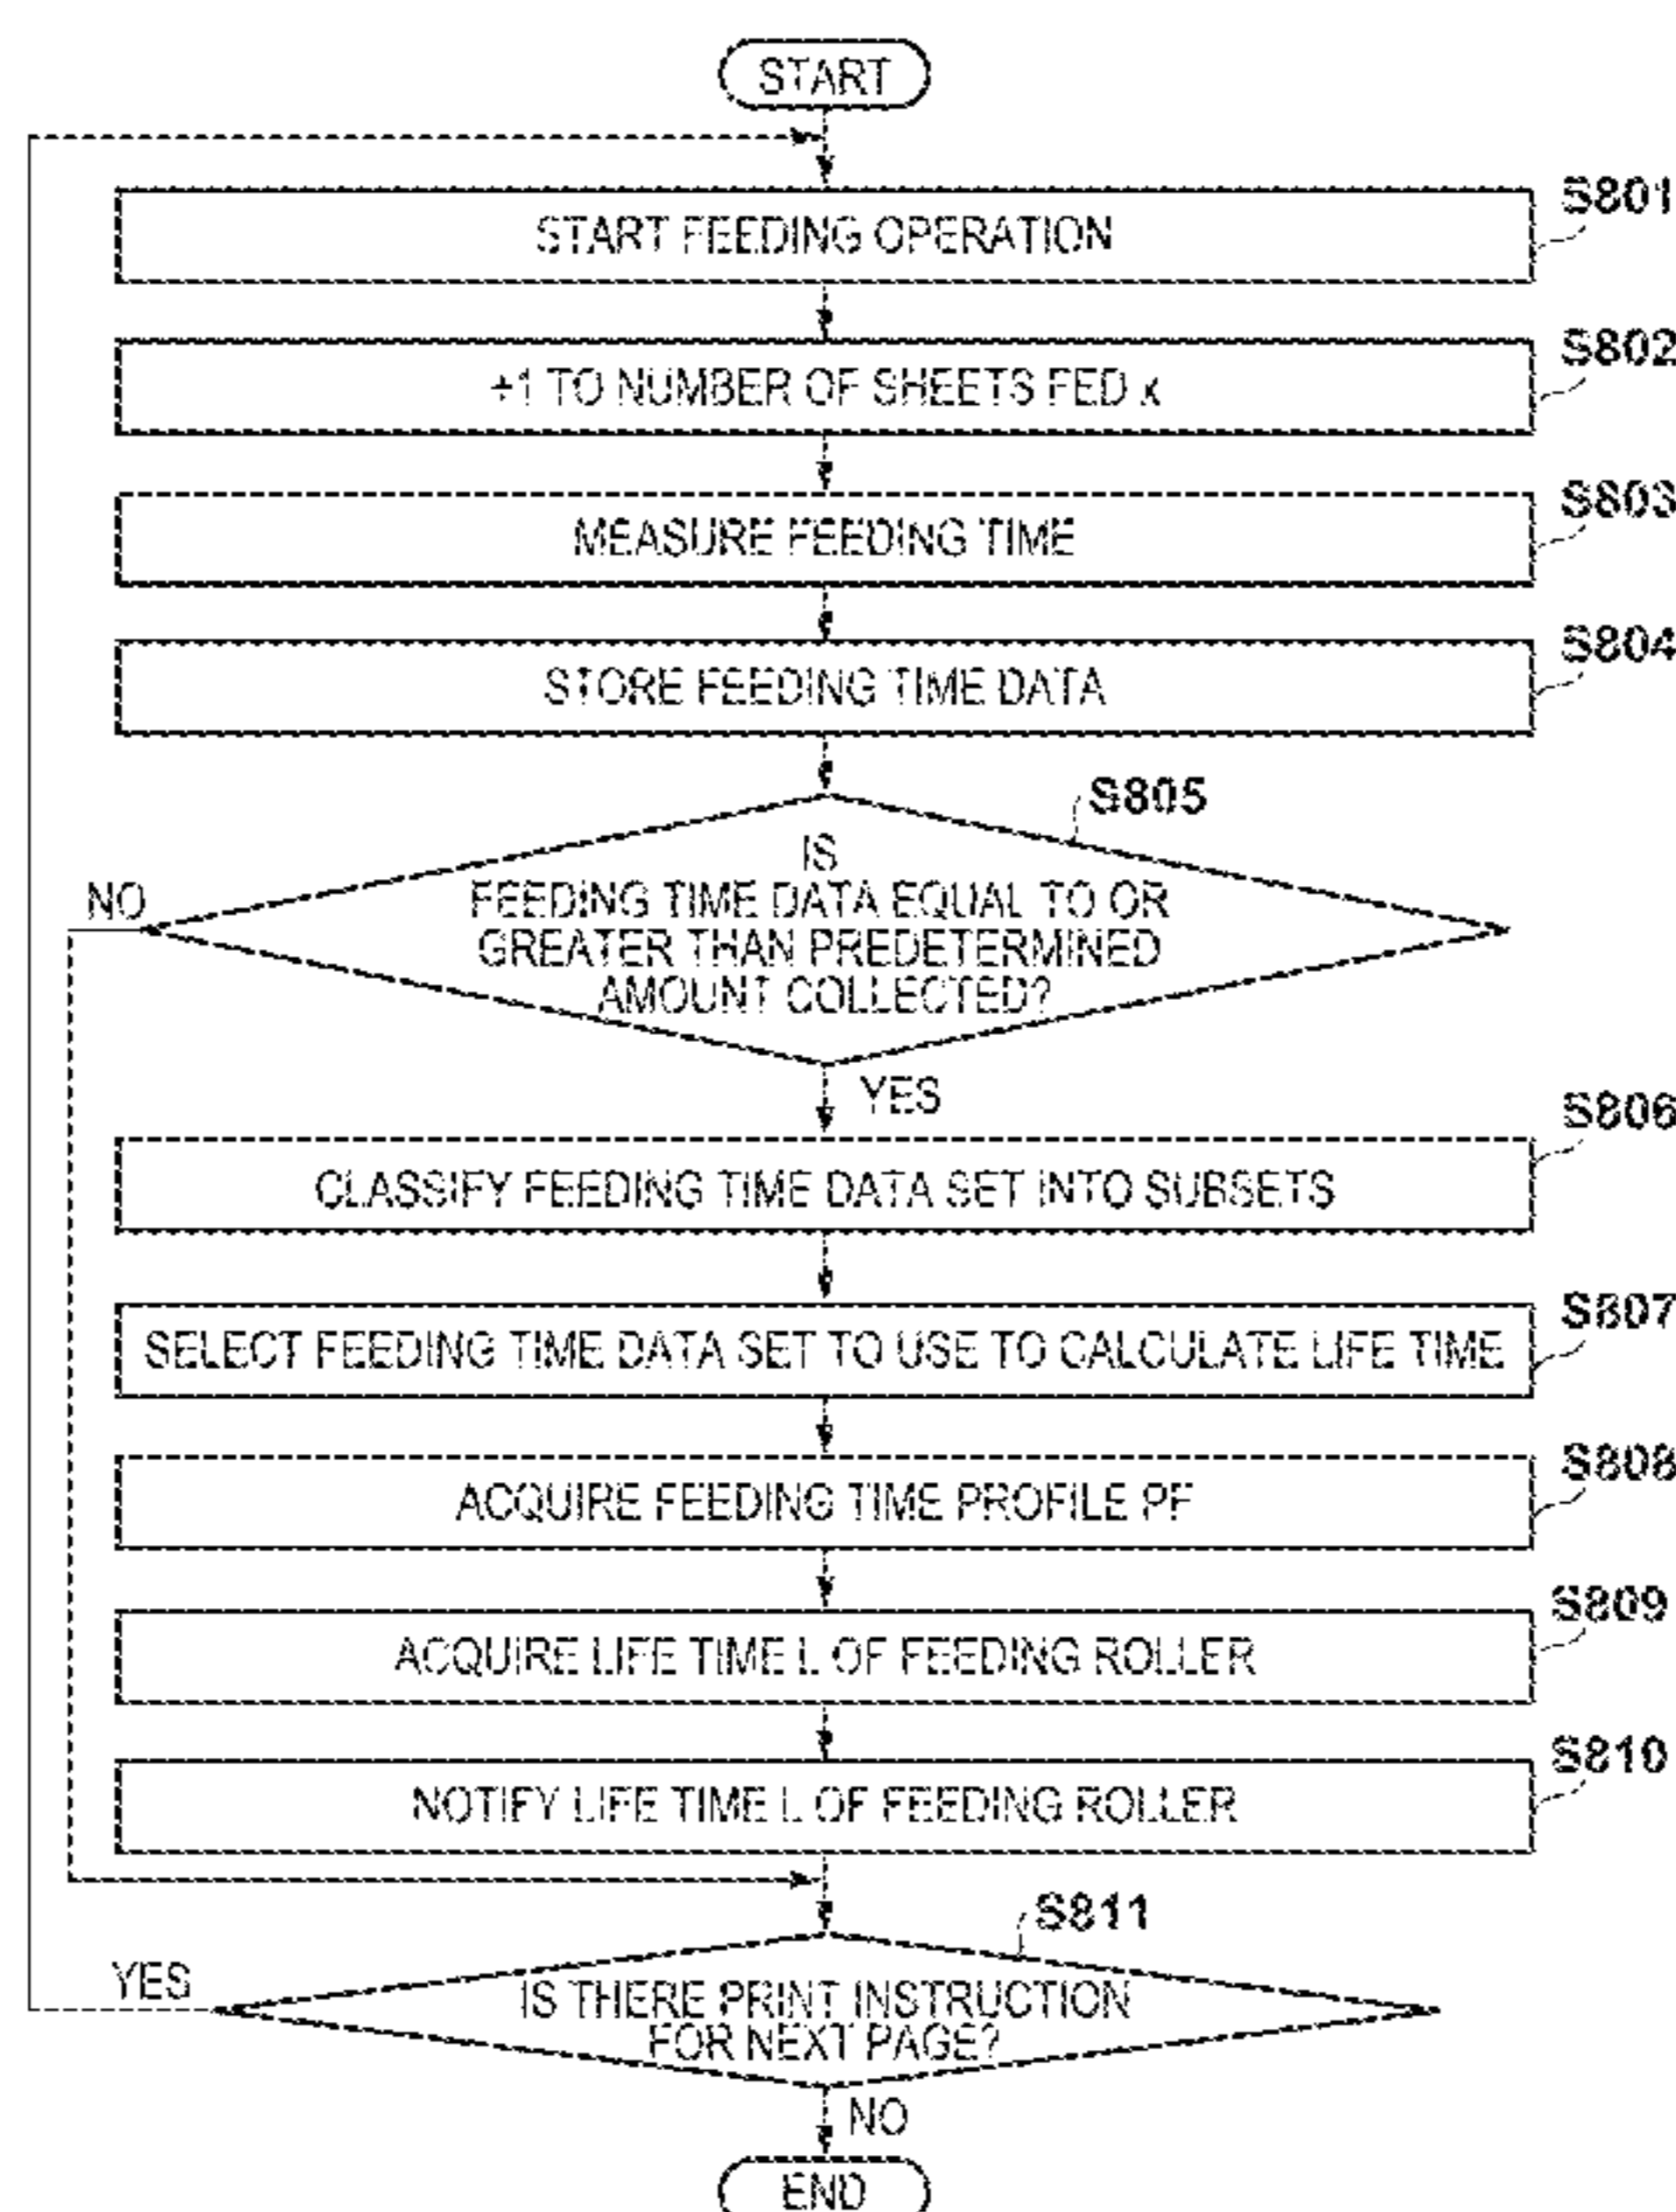 START
START FEEDING OPERATION
S801
+1 TO NUMBER OF SHEETS FED x
S802
MEASURE FEEDING TIME
S803
STORE FEEDING TIME DATA
S804
S805
IS
FEEDING TIME DATA EQUAL TO OR
GREATER THAN PREDETERMINED
AMOUNT COLLECTED?
NO
YES
CLASSIFY FEEDING TIME DATA SET INTO SUBSETS
S806
SELECT FEEDING TIME DATA SET TO USE TO CALCULATE LIFE TIME
S807
ACQUIRE FEEDING TIME PROFILE PF
S808
ACQUIRE LIFE TIME L OF FEEDING ROLLER
S809
NOTIFY LIFE TIME L OF FEEDING ROLLER
S810
S811
IS THERE PRINT INSTRUCTION
FOR NEXT PAGE?
YES
NO
END